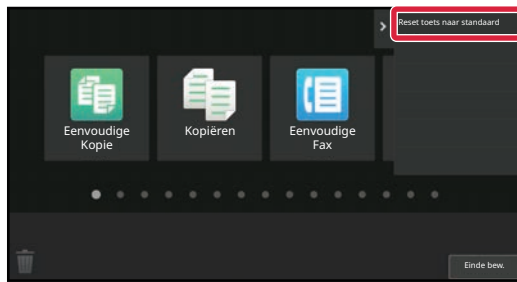 Reset toets naar standaard
Eenvoudige
Kopie
Kopiëren
Eenvoudige
Fax
Einde bew.